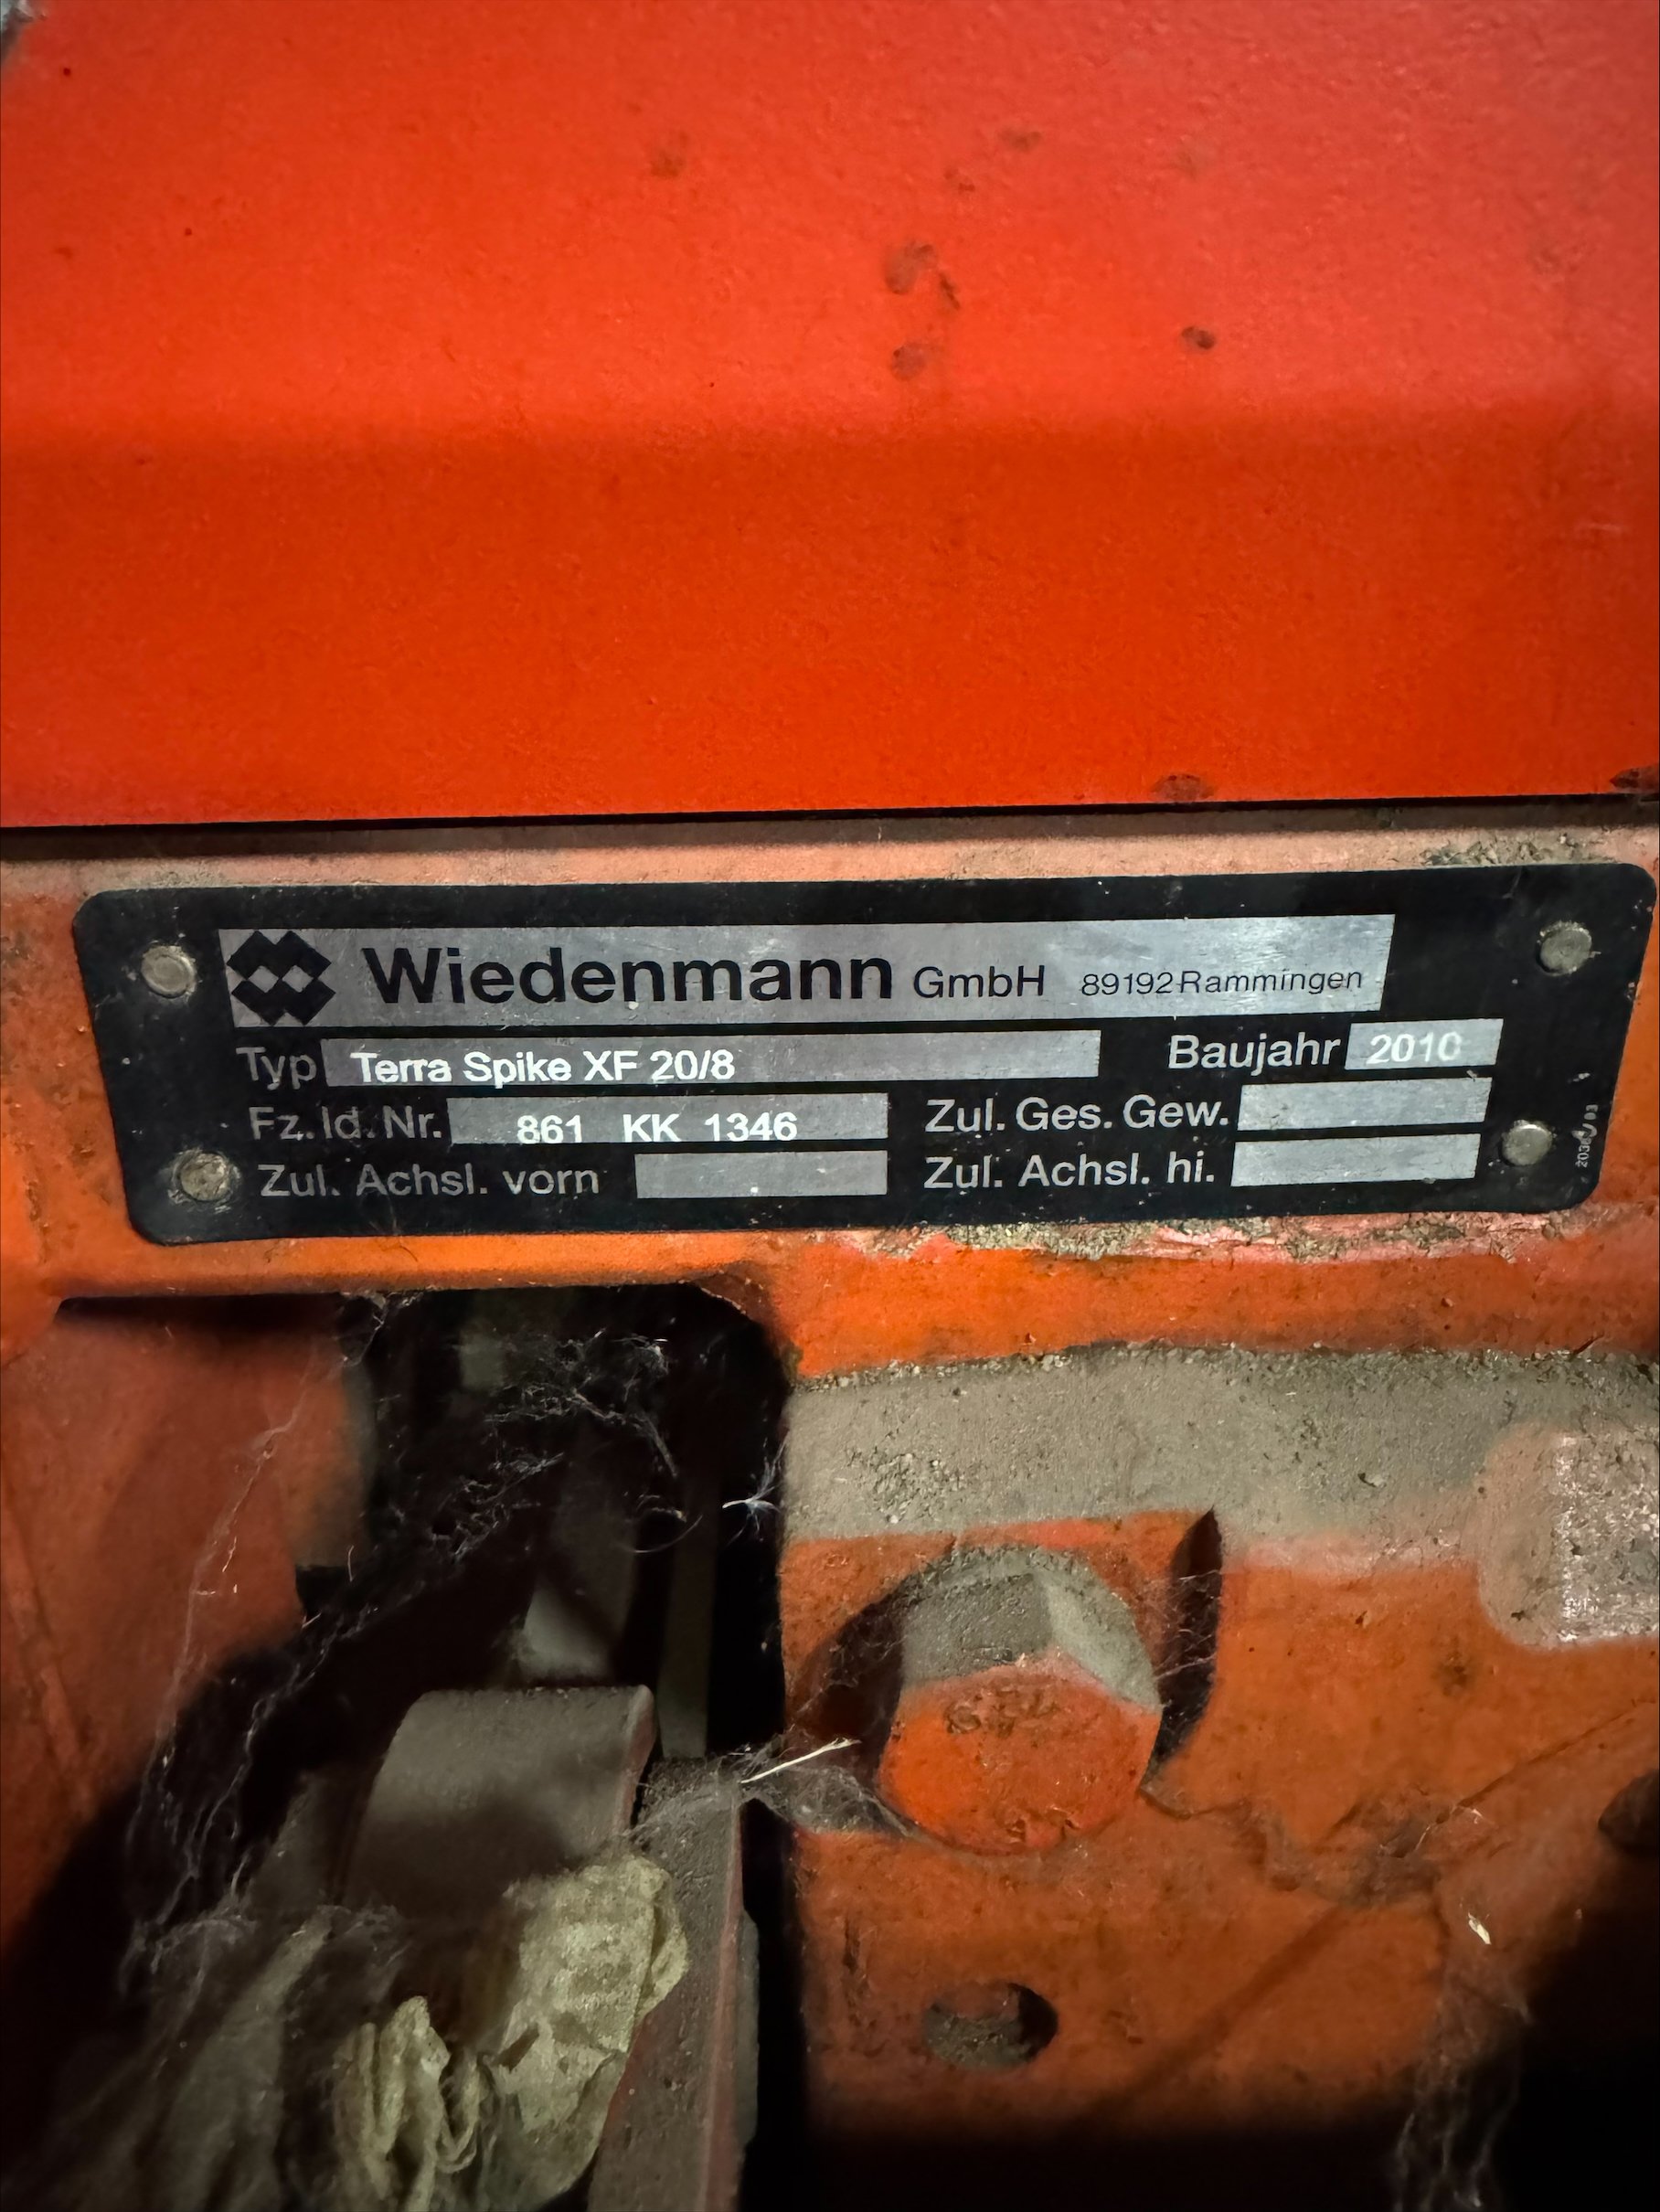 Wiedenmann GmbH 89192 Rammingen
Typ Terra Spike XF 20/8 Baujahr 2010
Fz. Id. Nr. 861 KK 1346 Zul. Ges. Gew.
Zul. Achsl. vorn Zul. Achsl. hi.